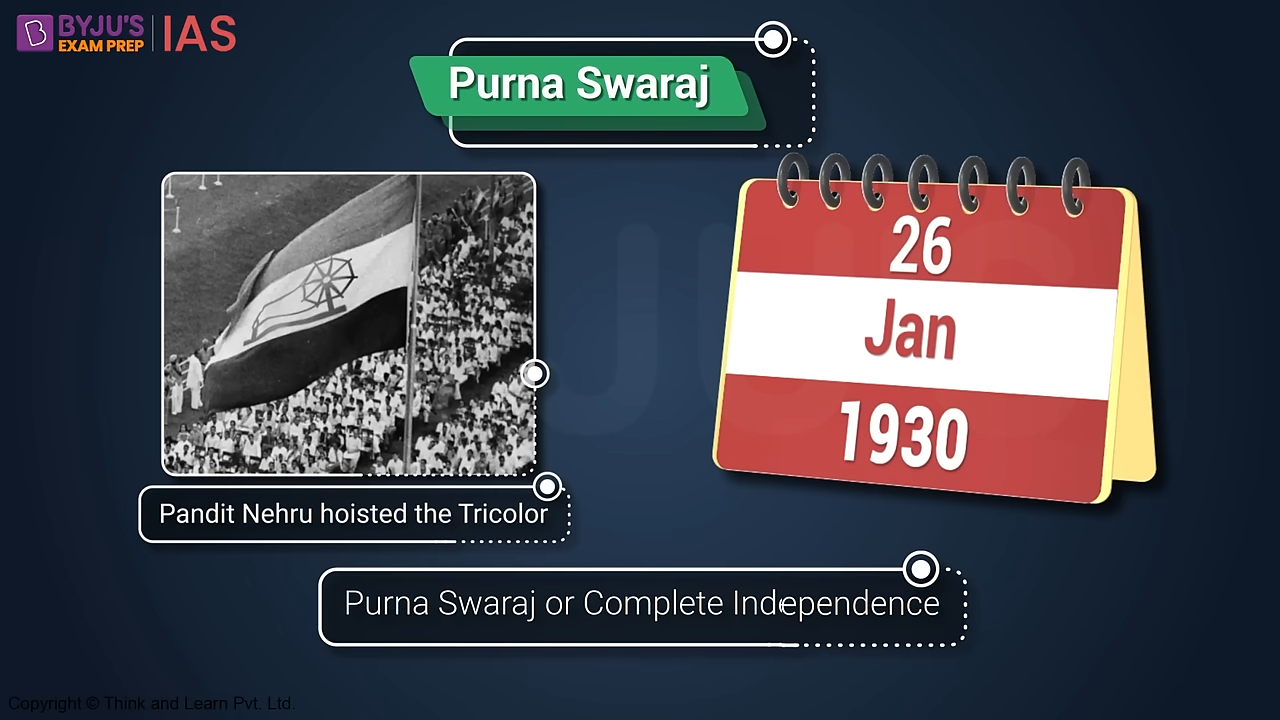 BYJU'S
EXAM PREP
IAS
Purna Swaraj
26
Jan
1930
Pandit Nehru hoisted the Tricolor
Purna Swaraj or Complete Independence
Copyright © Think and Learn Pvt. Ltd.